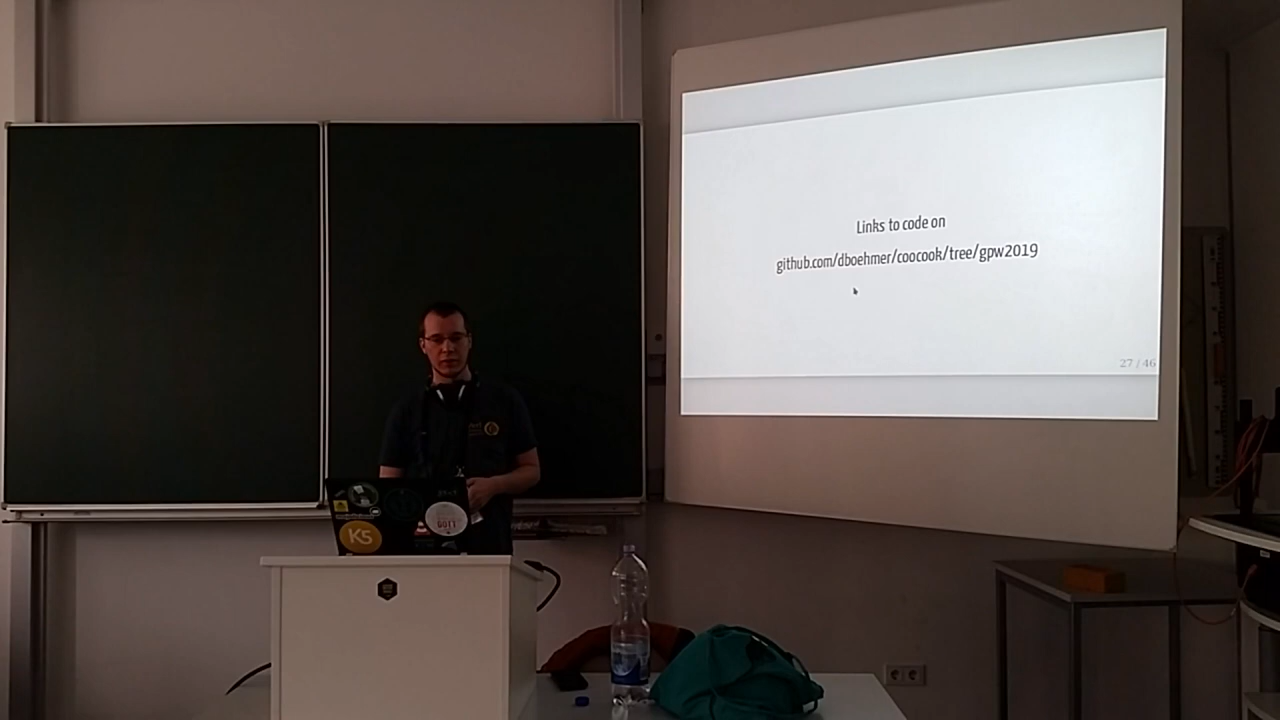 Links to code on
github.com/dboehmer/coocook/tree/gpw2019
27 / 46
KS